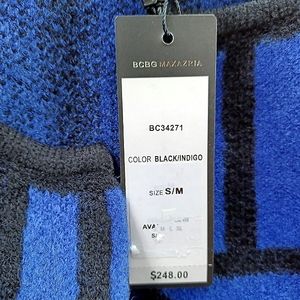 BCBGMAXAZRIA
BC34271
COLOR BLACK/INDIGO
SIZE S/M
$248.00